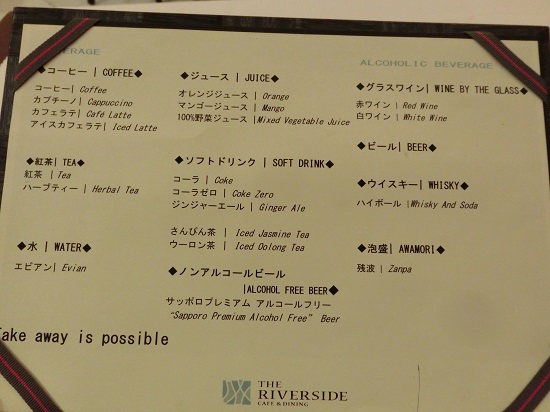 ERAGE
◆コーヒー | COFFEE◆
コーヒー| Coffee
カプチーノ | Cappuccino
カフェラテ| Café Latte
アイスカフェラテ | Iced Latte
◆紅茶| TEA◆
紅茶 | Tea
ハーブティー | Herbal Tea
◆水 | WATER◆
エビアン| Evian
◆ジュース | JUICE◆
オレンジジュース | Orange
マンゴージュース | Mango
100%野菜ジュース |Mixed Vegetable Juice
◆ソフトドリンク | SOFT DRINK◆
コーラ | Coke
コーラゼロ | Coke Zero
ジンジャーエール | Ginger Ale
さんぴん茶 | Iced Jasmine Tea
ウーロン茶 | Iced Oolong Tea
◆ノンアルコールビール
|ALCOHOL FREE BEER◆
サッポロプレミアム アルコールフリー
"Sapporo Premium Alcohol Free" Beer
ALCOHOLIC BEVERAGE
◆グラスワイン| WINE BY THE GLASS◆
赤ワイン | Red Wine
白ワイン | White Wine
◆ビール| BEER◆
◆ウイスキー| WHISKY◆
ハイボール |Whisky And Soda
◆泡盛| AWAMORI◆
残波 | Zanpa
Take away is possible
THE
RIVERSIDE
CAFE & DINING